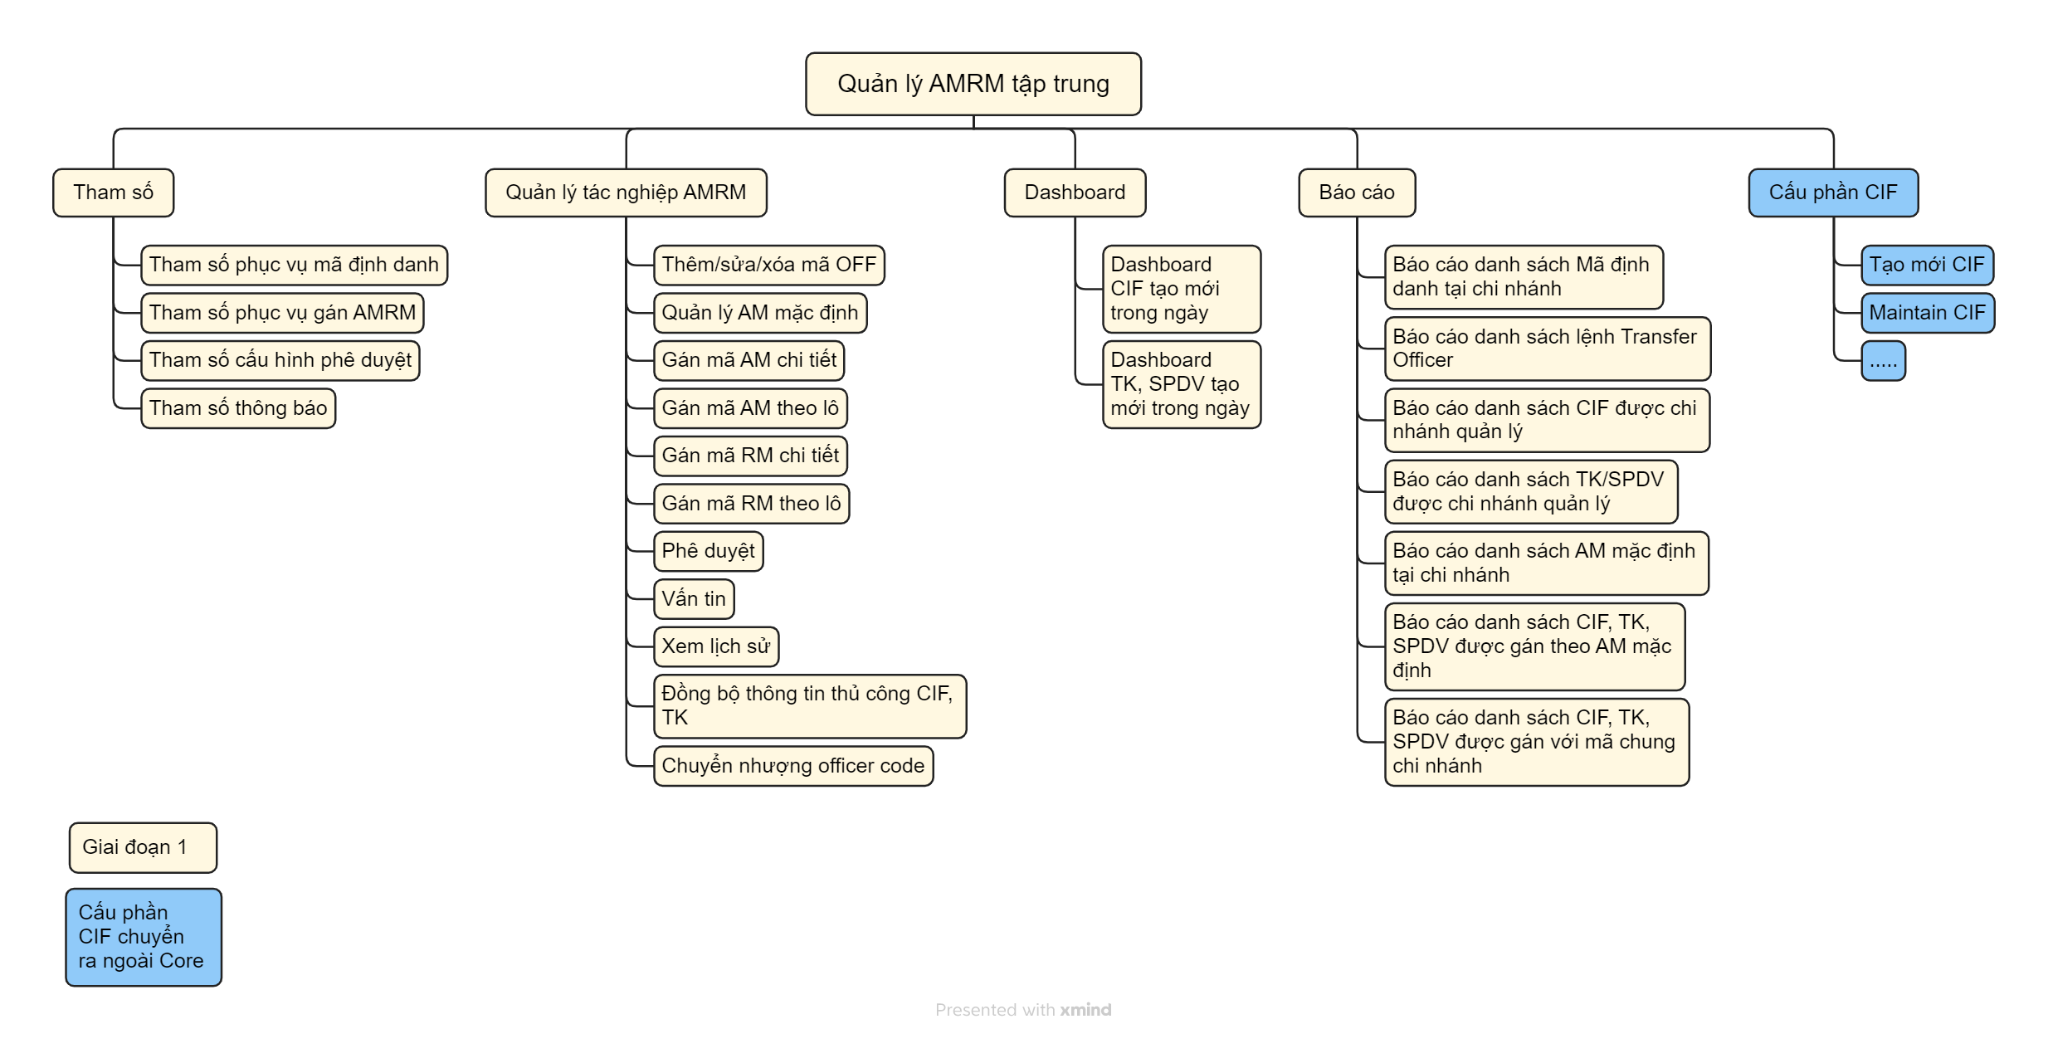 Quản lý AMRM tập trung
Tham số
Tham số phục vụ mã định danh
Tham số phục vụ gán AMRM
Tham số cấu hình phê duyệt
Tham số thông báo
Quản lý tác nghiệp AMRM
Thêm/sửa/xóa mã OFF
Quản lý AM mặc định
Gán mã AM chi tiết
Gán mã AM theo lô
Gán mã RM chi tiết
Gán mã RM theo lô
Phê duyệt
Vấn tin
Xem lịch sử
Đồng bộ thông tin thủ công CIF,
TK
Chuyển nhượng officer code
Dashboard
Dashboard
CIF tạo mới
trong ngày
Dashboard
TK, SPDV tạo
mới trong ngày
Báo cáo
Báo cáo danh sách Mã định
danh tại chi nhánh
Báo cáo danh sách lệnh Transfer
Officer
Báo cáo danh sách CIF được chi
nhánh quản lý
Báo cáo danh sách TK/SPDV
được chi nhánh quản lý
Báo cáo danh sách AM mặc định
tại chi nhánh
Báo cáo danh sách CIF, TK,
SPDV được gán theo AM mặc
định
Báo cáo danh sách CIF, TK,
SPDV được gán với mã chung
chi nhánh
Cấu phần CIF
Tạo mới CIF
Maintain CIF
.....
Giai đoạn 1
Cấu phần
CIF chuyển
ra ngoài Core
Presented with xmind